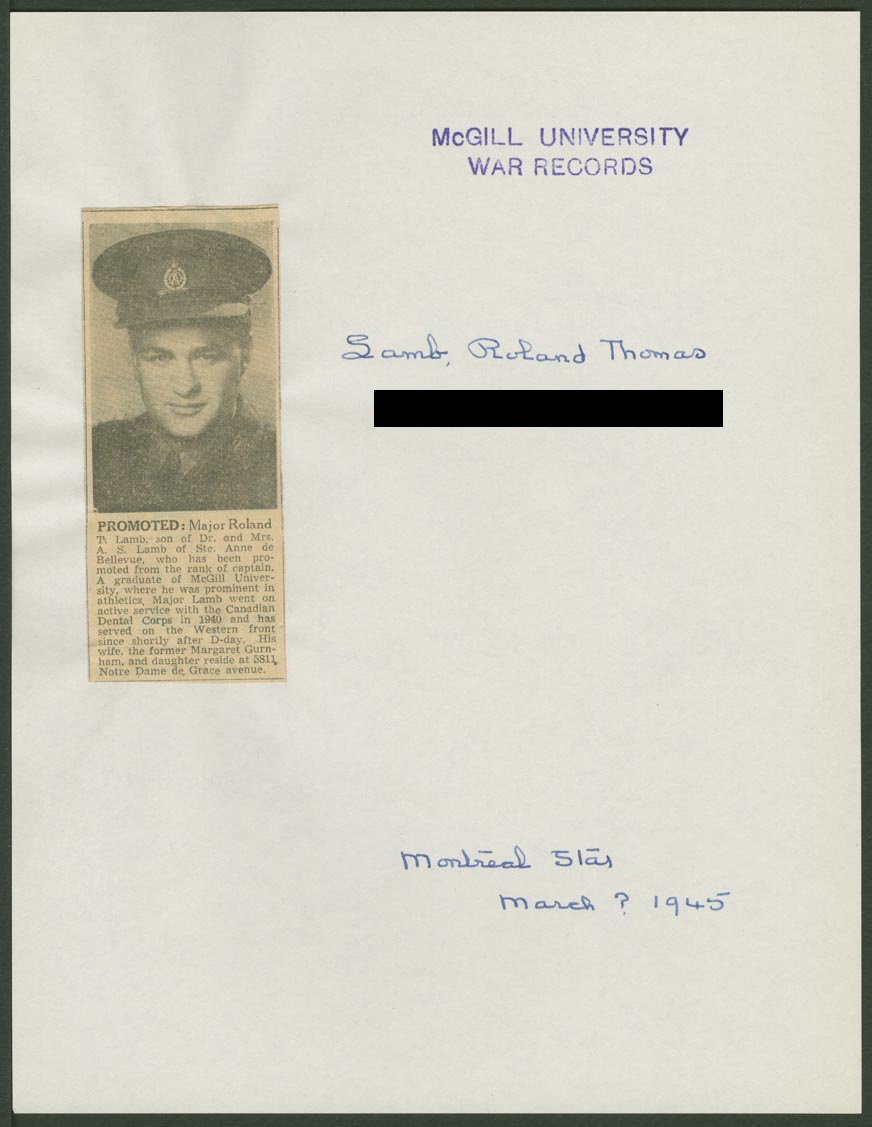 McGILL UNIVERSITY
WAR RECORDS
Lamb, Roland Thomas
PROMOTED: Major Roland
T. Lamb, son of Dr. and Mrs.
A. S. Lamb of Ste. Anne de
Bellevue, who has been pro-
moted from the rank of captain.
A graduate of McGill Univer-
sity, where he was prominent in
athletics, Major Lamb went on
active service with the Canadian
Dental Corps in 1940 and has
served on the Western front
since shortly after D-day. His
wife, the former Margaret Gurn-
ham, and daughter reside at 5811
Notre Dame de Grace avenue.
Montreal Star
March ? 1945